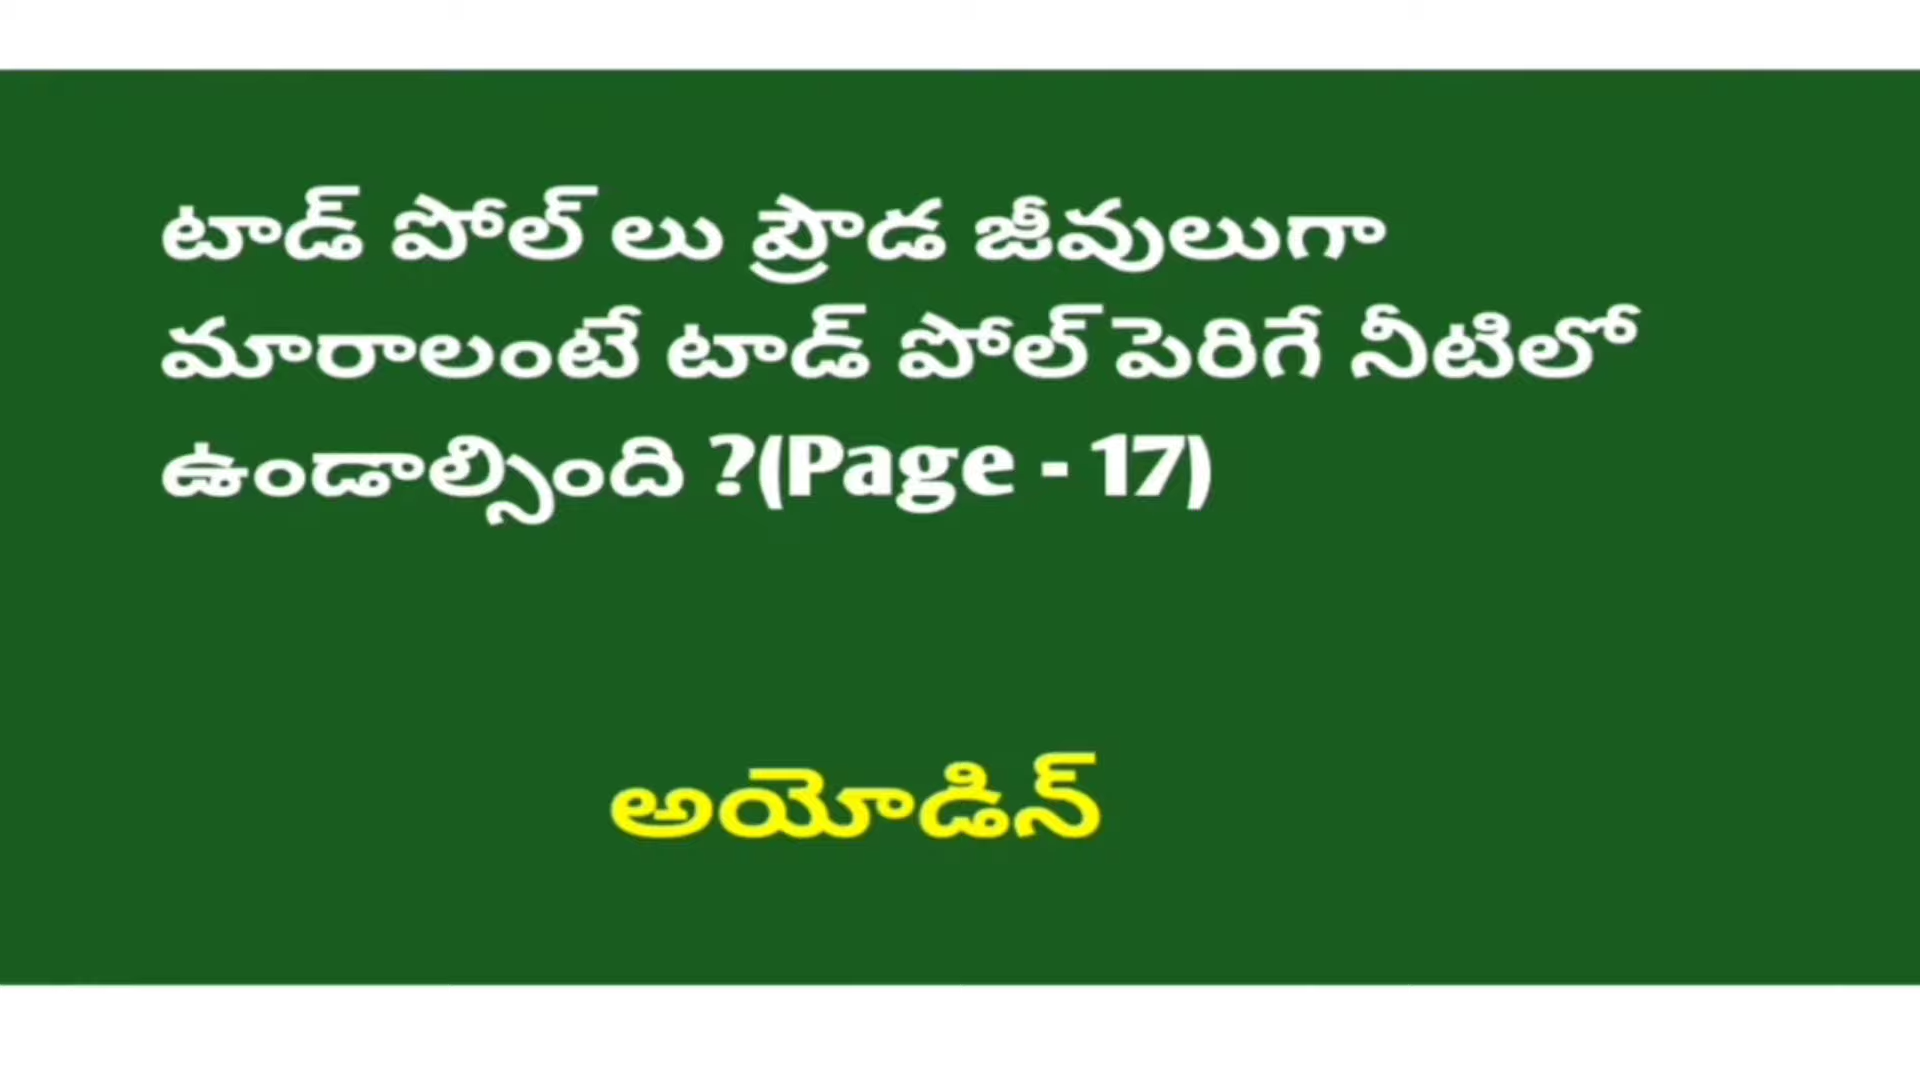 టాడ్ పోల్ లు ప్రౌడ జీవులుగా
మారాలంటే టాడ్ పోల్ పెరిగే నీటిలో
ఉండాల్సింది ?(Page - 17)
అయోడిన్